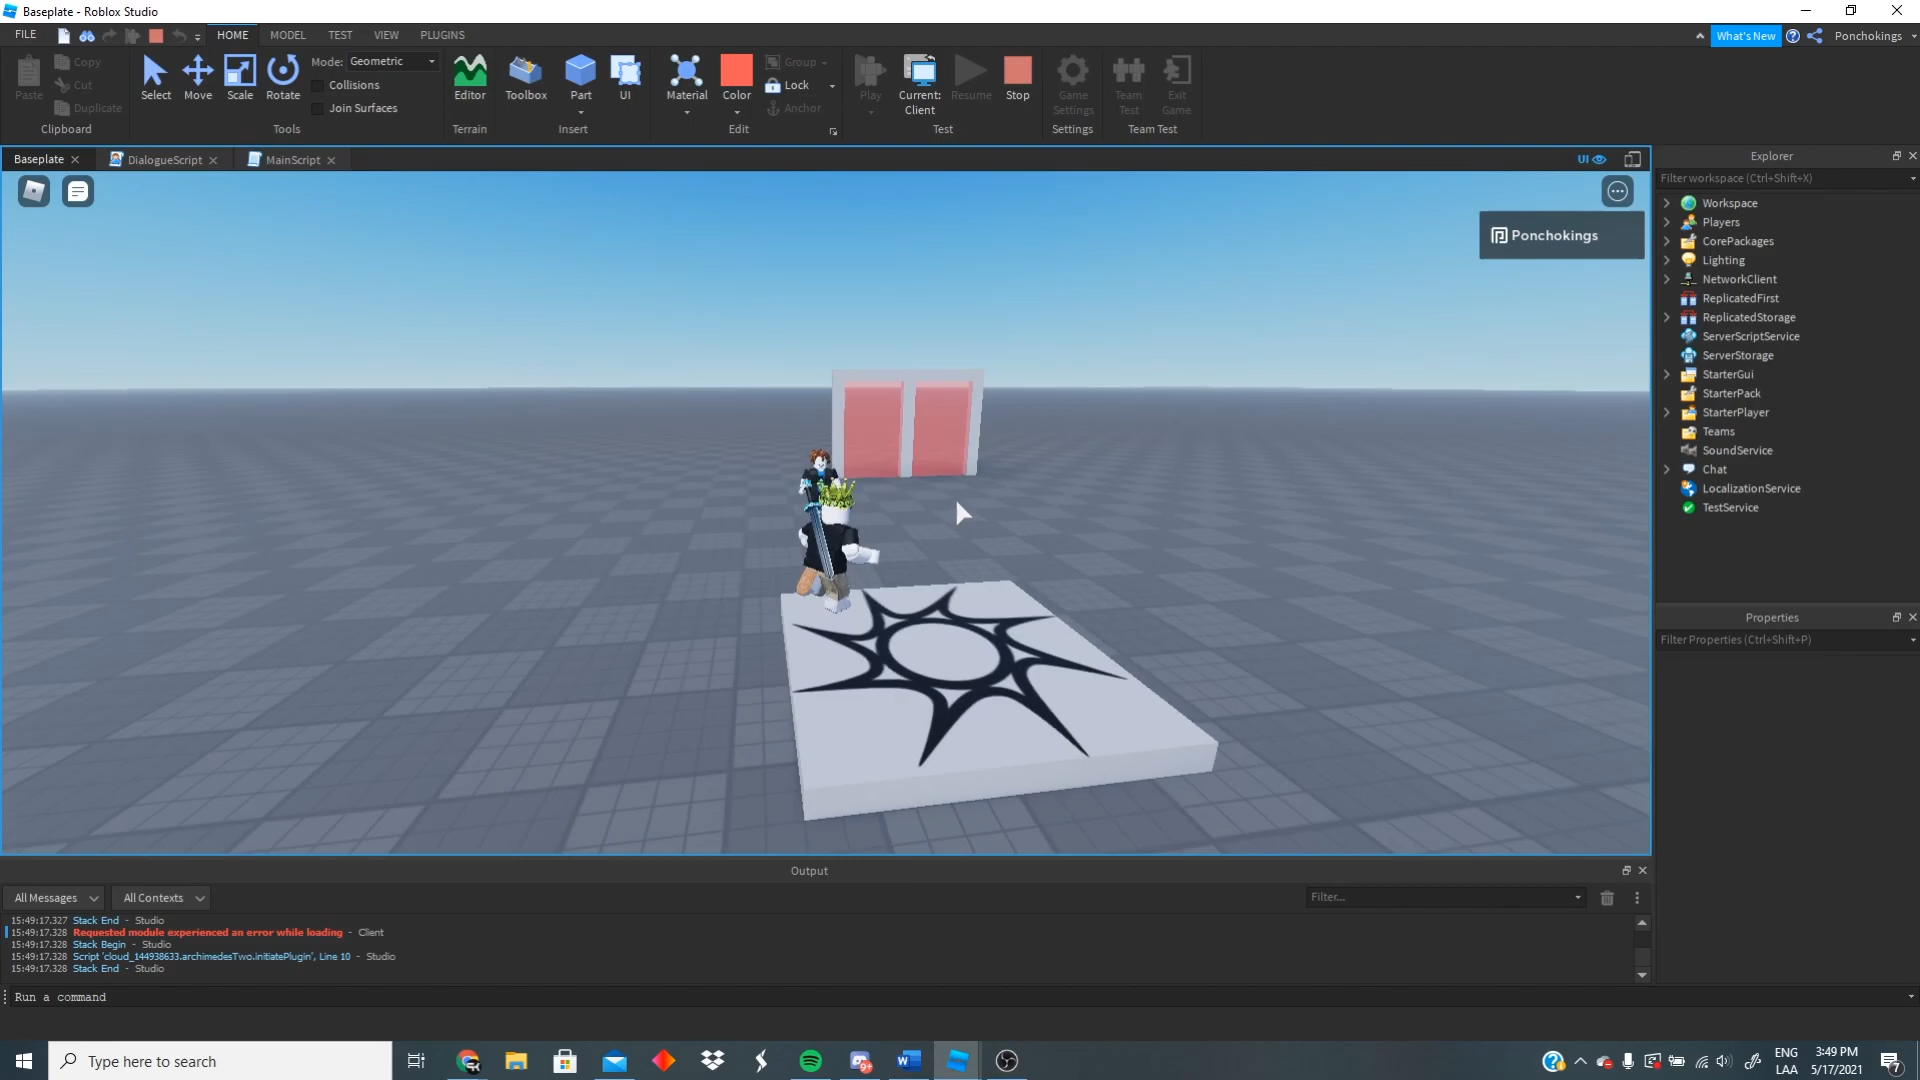 Baseplate - Roblox Studio
FILE HOME MODEL TEST VIEW PLUGINS What's New Ponchokings
Paste Copy Cut Duplicate Clipboard
Select Move Scale Rotate Mode: Geometric Collisions Join Surfaces Tools
Editor Terrain
Toolbox Part UI Insert
Material Color Group Lock Anchor Edit
Play Current: Client Resume Stop Test
Game Settings Settings
Team Test Exit Game Team Test
Baseplate DialogueScript MainScript UI
Ponchokings
Explorer
Filter workspace (Ctrl+Shift+X)
Workspace
Players
CorePackages
Lighting
NetworkClient
ReplicatedFirst
ReplicatedStorage
ServerScriptService
ServerStorage
StarterGui
StarterPack
StarterPlayer
Teams
SoundService
Chat
LocalizationService
TestService
Properties
Filter Properties (Ctrl+Shift+P)
Output
All Messages All Contexts Filter...
15:49:17.327 Stack End - Studio
15:49:17.328 Requested module experienced an error while loading - Client
15:49:17.328 Stack Begin - Studio
15:49:17.328 Script 'cloud_144938633.archimedesTwo.initiatePlugin', Line 10 - Studio
15:49:17.328 Stack End - Studio
Run a command
Type here to search
9+
ENG
LAA
3:49 PM
5/17/2021
7